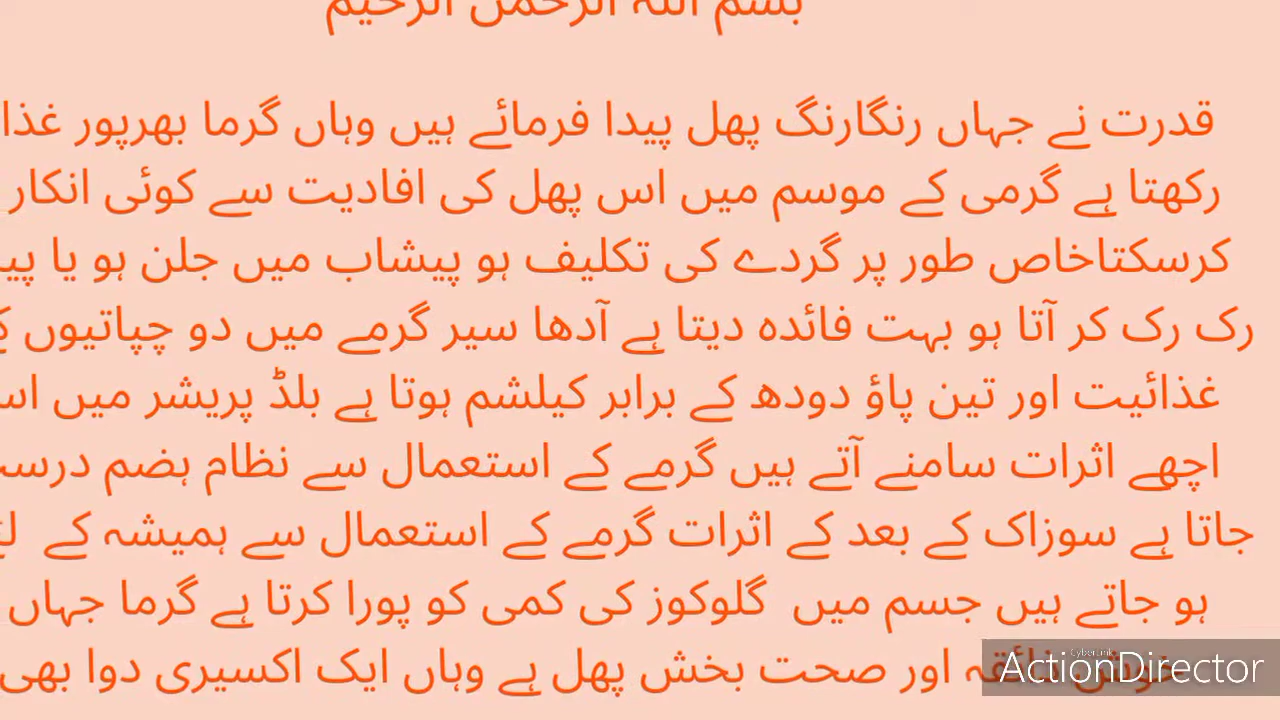 بسم اللہ الرحمن الرحیم
قدرت نے جہاں رنگارنگ پھل پیدا فرمائے ہیں وہاں گرما بھرپور غذا
رکھتا ہے گرمی کے موسم میں اس پھل کی افادیت سے کوئی انکار
کرسکتاخاص طور پر گردے کی تکلیف ہو پیشاب میں جلن ہو یا
رک رک کر آتا ہو بہت فائدہ دیتا ہے آدھا سیر گرمے میں دو چپاتیوں
غذائیت اور تین پاؤ دودھ کے برابر کیلشم ہوتا ہے بلڈ پریشر میں
اچھے اثرات سامنے آتے ہیں گرمے کے استعمال سے نظام ہضم
جاتا ہے سوزاک کے بعد کے اثرات گرمے کے استعمال سے ہمیشہ کے
ہو جاتے ہیں جسم میں گلوکوز کی کمی کو پورا کرتا ہے گرما جہاں
خوش ذائقہ اور صحت بخش پھل ہے وہاں ایک اکسیری دوا بھی
CyberLink
ActionDirector